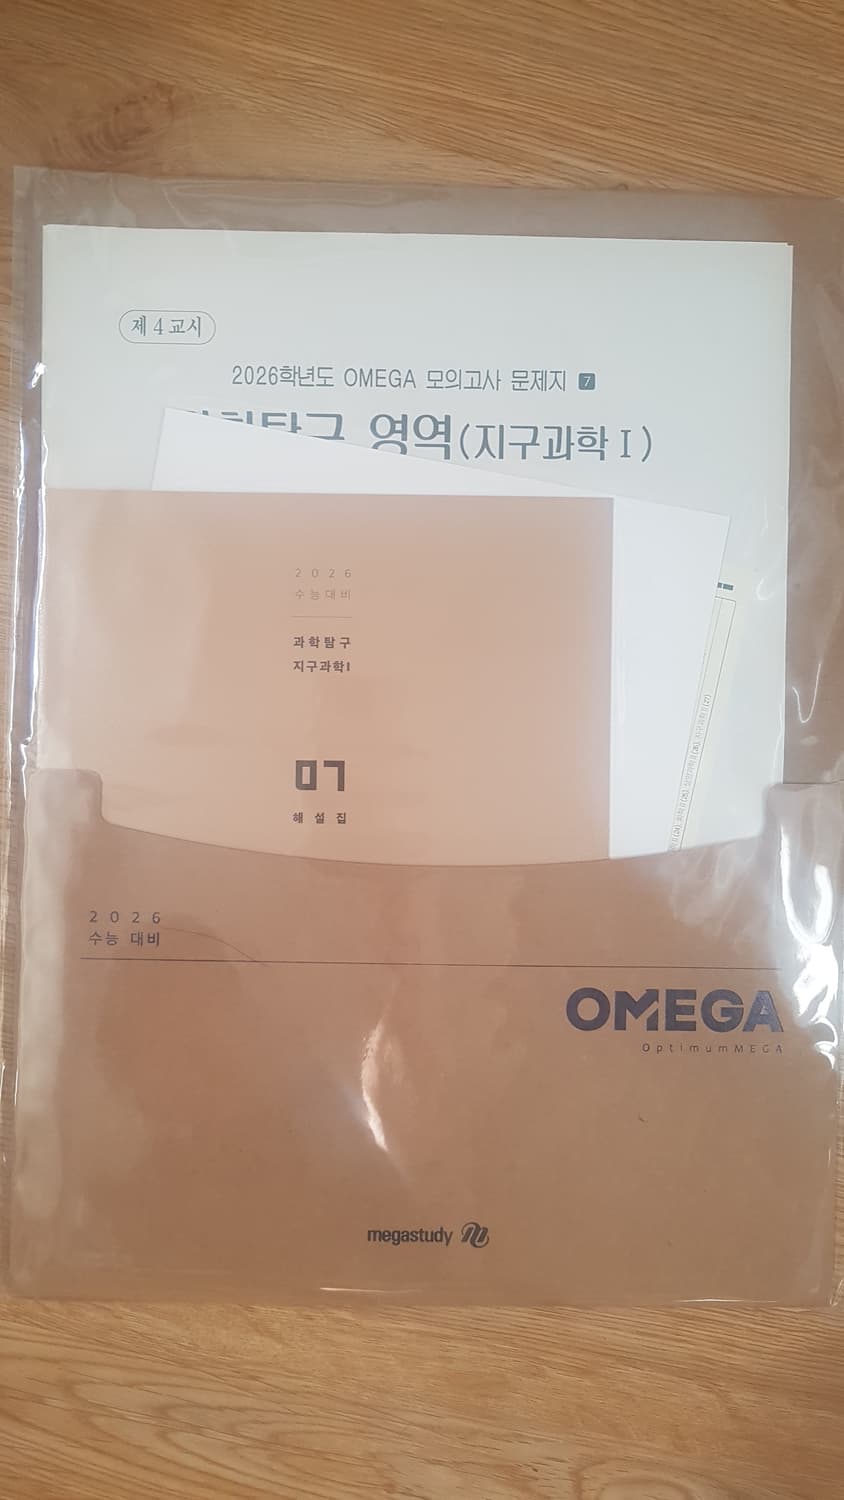 제 4 교시
2026학년도 OMEGA 모의고사 문제지 7
영역(지구과학 I)
2026
수능대비
과학탐구
지구과학I
07
해설집
2026
수능 대비
OMEGA
OptimumMEGA
megastudy